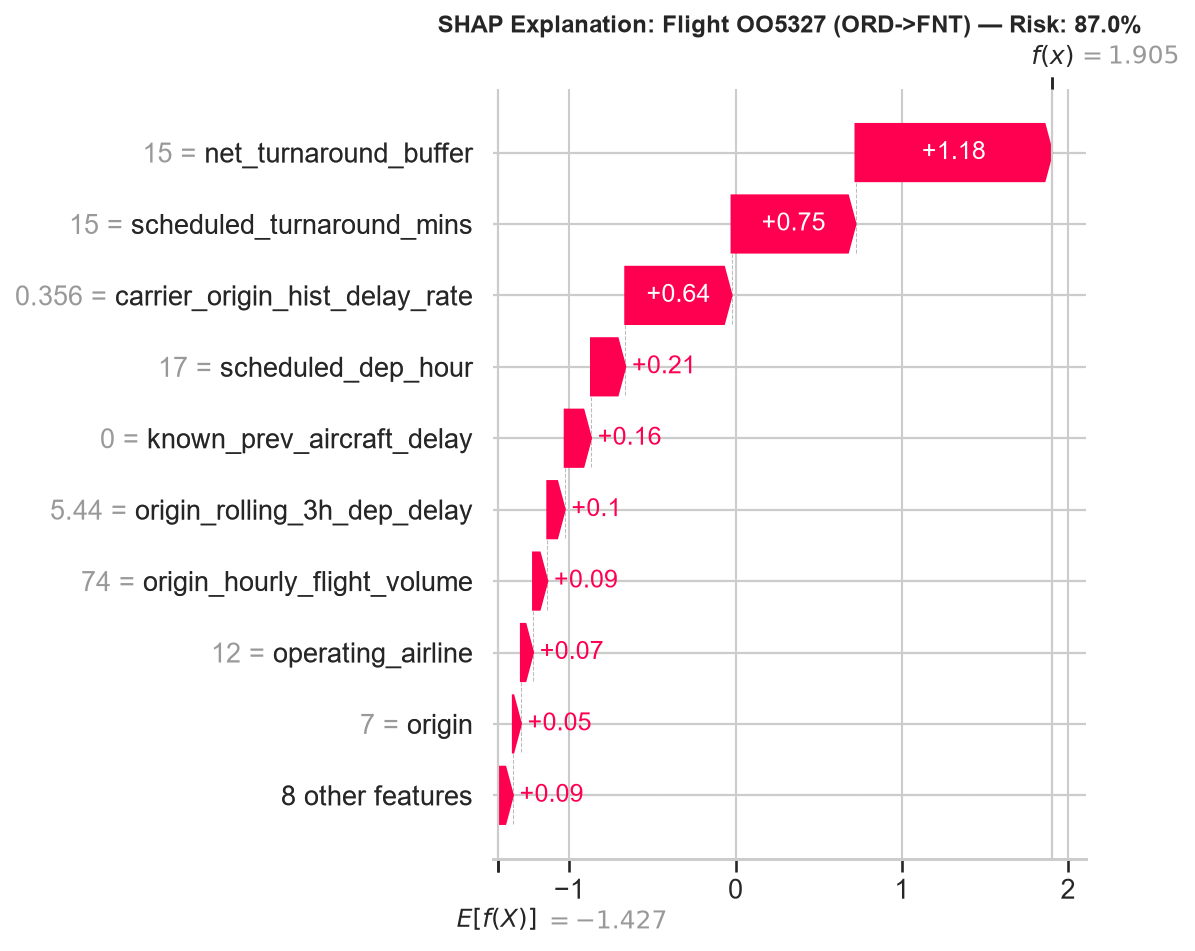 SHAP Explanation: Flight OO5327 (ORD->FNT) — Risk: 87.0%
f(x) = 1.905
15 = net_turnaround_buffer
+1.18
15 = scheduled_turnaround_mins
+0.75
0.356 = carrier_origin_hist_delay_rate
+0.64
17 = scheduled_dep_hour
+0.21
0 = known_prev_aircraft_delay
+0.16
5.44 = origin_rolling_3h_dep_delay
+0.1
74 = origin_hourly_flight_volume
+0.09
12 = operating_airline
+0.07
7 = origin
+0.05
8 other features
+0.09
−1 0 1 2
E[f(X)] = −1.427